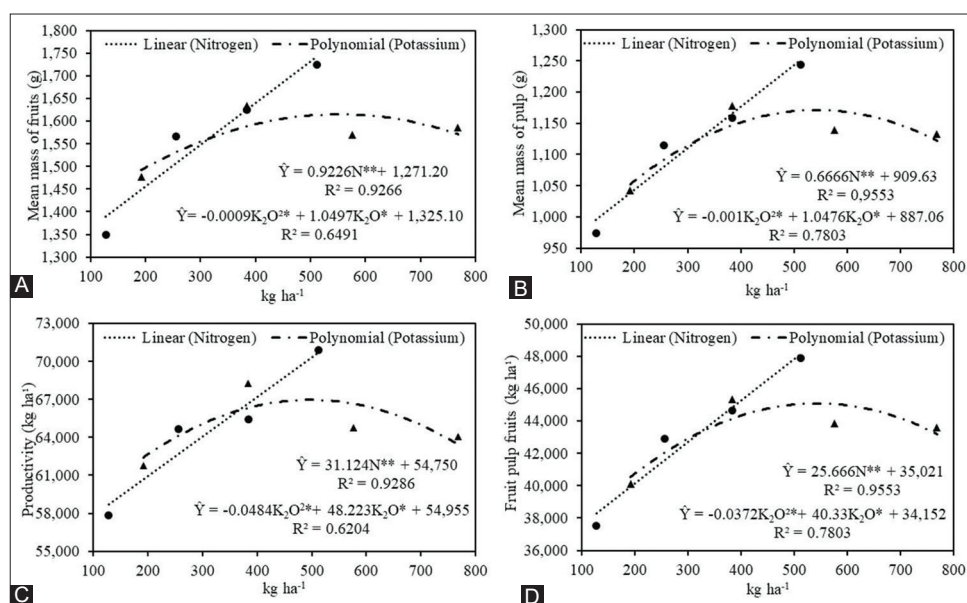 1,800
Linear (Nitrogen) Polynomial (Potassium)
1,750
1,700
1,650
1,600
1,550
1,500
1,450
1,400
1,350
1,300
Mean mass of fruits (g)
Ŷ = 0.9226N**+ 1,271.20
R² = 0.9266
Ŷ= -0.0009K₂O²* + 1.0497K₂O* + 1,325.10
R² = 0.6491
100 200 300 400 500 600 700 800
kg ha⁻¹
A
1,300
Linear (Nitrogen) Polynomial (Potassium)
1,250
1,200
1,150
1,100
1,050
1,000
950
Mean mass of pulp (g)
Ŷ = 0.6666N** + 909.63
R² = 0,9553
Ŷ = -0.001K₂O²* + 1.0476K₂O* + 887.06
R² = 0.7803
100 200 300 400 500 600 700 800
kg ha⁻¹
B
73,000
Linear (Nitrogen) Polynomial (Potassium)
70,000
67,000
64,000
61,000
58,000
55,000
Productivity (kg ha¹)
Ŷ = 31.124N** + 54,750
R² = 0.9286
Ŷ = -0.0484K₂O²*+ 48.223K₂O* + 54,955
R² = 0.6204
100 200 300 400 500 600 700 800
kg ha⁻¹
C
50,000
Linear (Nitrogen) Polynomial (Potassium)
48,000
46,000
44,000
42,000
40,000
38,000
36,000
Fruit pulp fruits (kg ha¹)
Ŷ = 25.666N** + 35,021
R² = 0.9553
Ŷ = -0.0372K₂O²*+ 40.33K₂O* + 34,152
R² = 0.7803
100 200 300 400 500 600 700 800
kg ha⁻¹
D